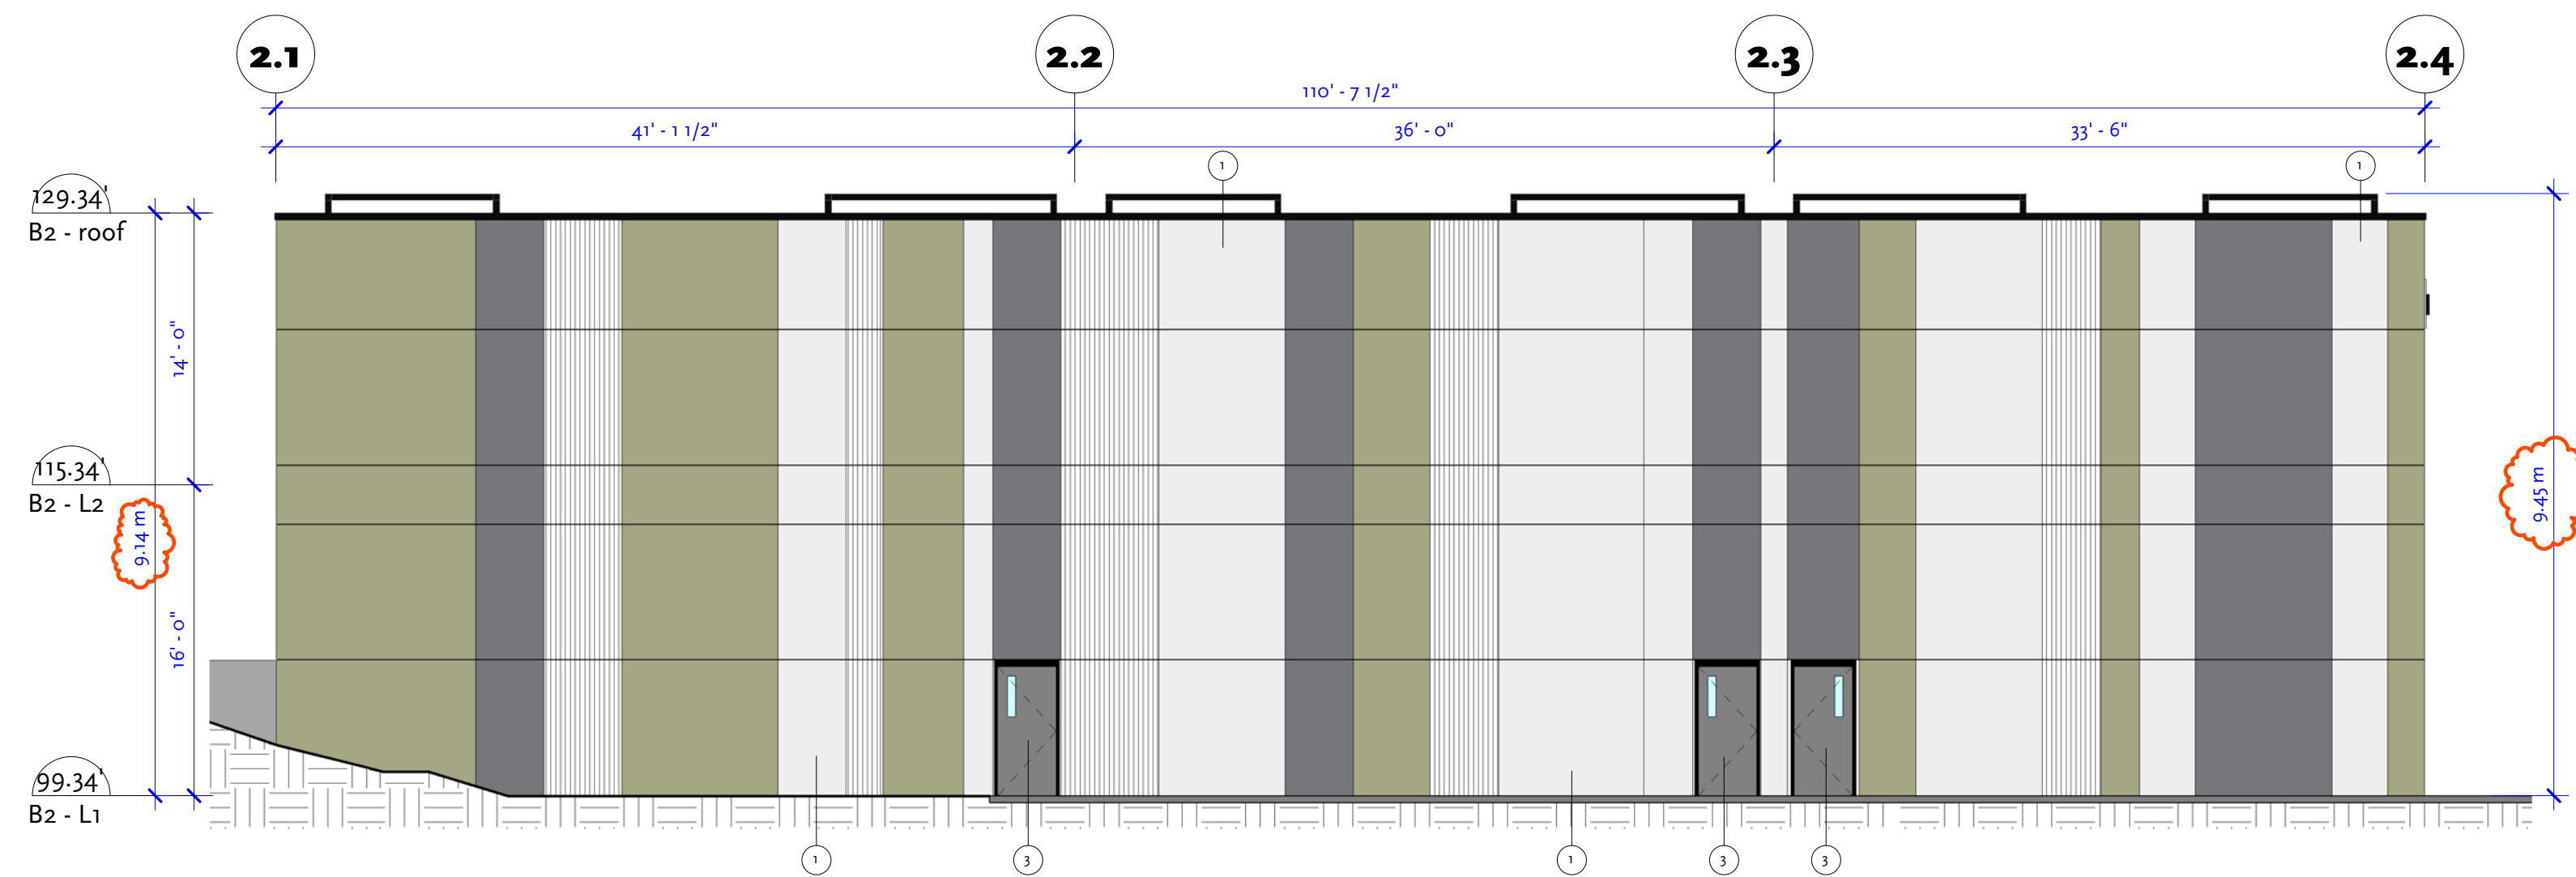 2.1
2.2
2.3
2.4
110' - 7 1/2"
41' - 1 1/2"
36' - 0"
33' - 6"
1
1
129.34'
B2 - roof
14' - 0"
115.34'
B2 - L2
9.14 m
9.45 m
16' - 0"
99.34'
B2 - L1
1
3
1
3
3